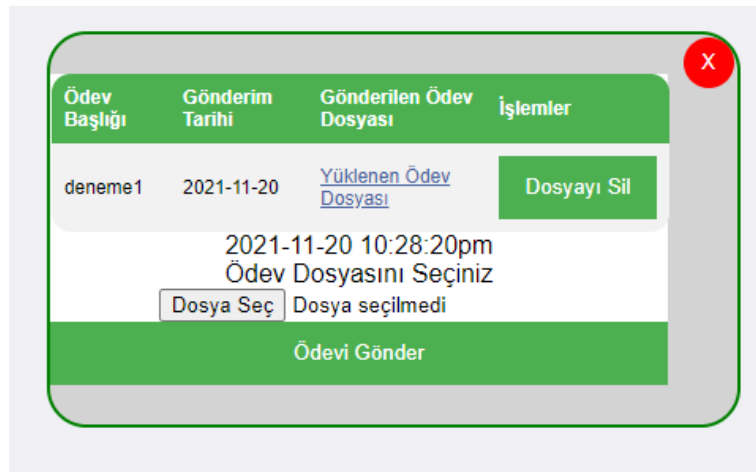 X
Ödev Gönderim Gönderilen Ödev İşlemler
Başlığı Tarihi Dosyası
deneme1 2021-11-20 Yüklenen Ödev Dosyayı Sil
Dosyası
2021-11-20 10:28:20pm
Ödev Dosyasını Seçiniz
Dosya Seç Dosya seçilmedi
Ödevi Gönder